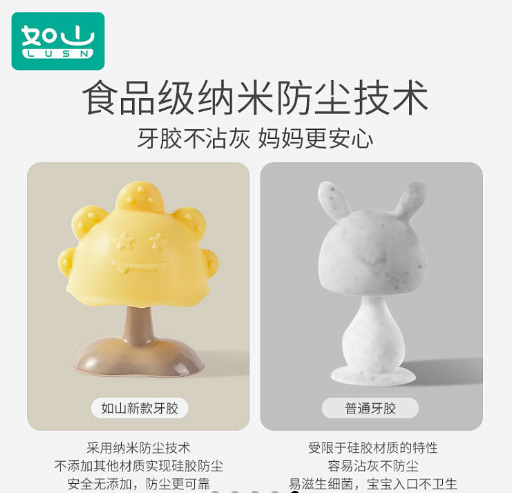 如山
LUSN
食品级纳米防尘技术
牙胶不沾灰 妈妈更安心
如山新款牙胶
普通牙胶
采用纳米防尘技术
不添加其他材质实现硅胶防尘
安全无添加，防尘更可靠
受限于硅胶材质的特性
容易沾灰不防尘
易滋生细菌，宝宝入口不卫生